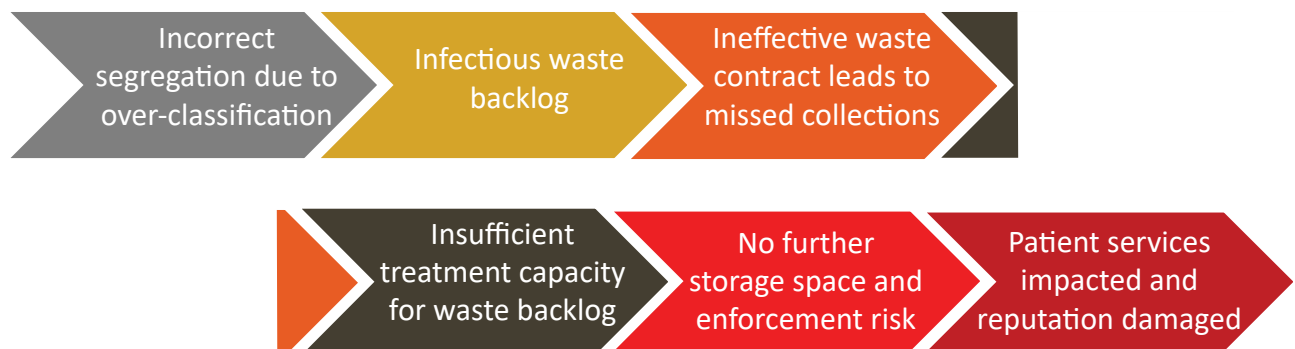 Incorrect
segregation due to
over-classification
Infectious waste
backlog
Ineffective waste
contract leads to
missed collections
Insufficient
treatment capacity
for waste backlog
No further
storage space and
enforcement risk
Patient services
impacted and
reputation damaged